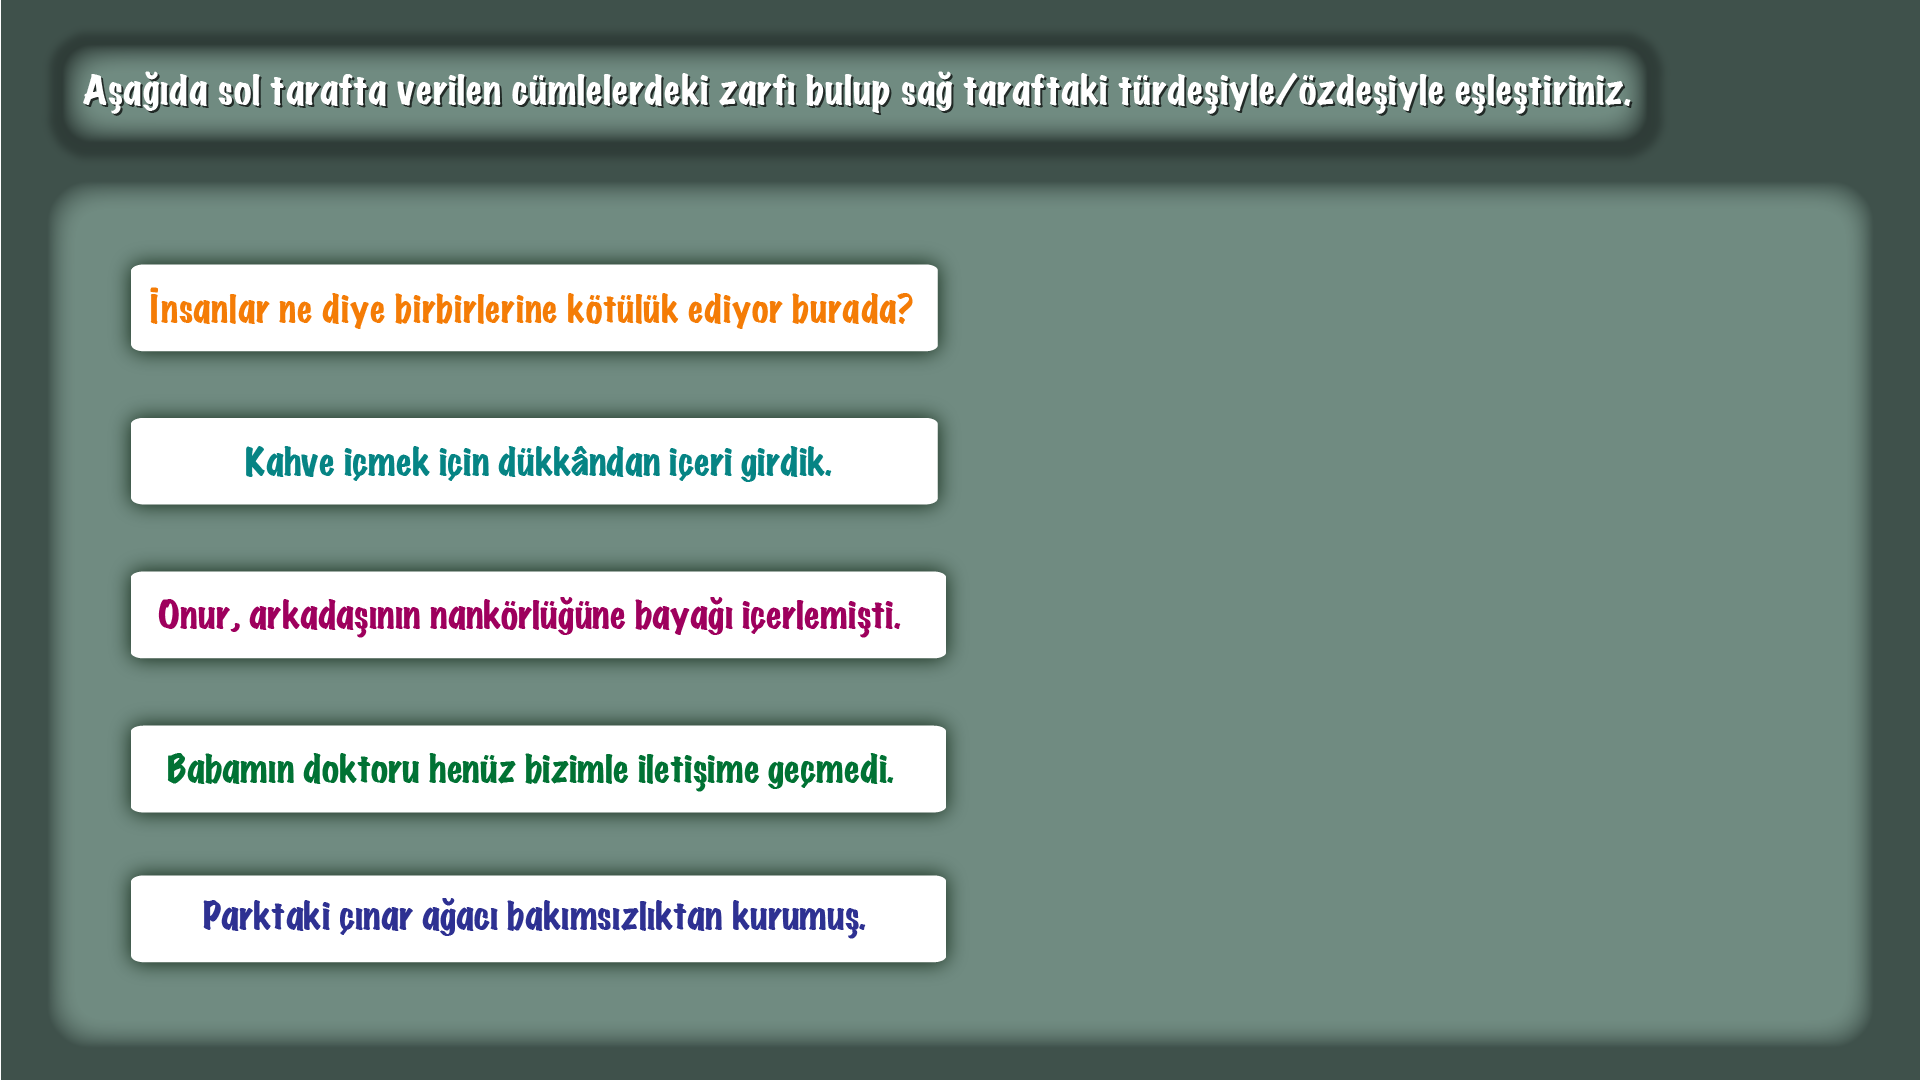 Aşağıda sol tarafta verilen cümlelerdeki zarfı bulup sağ taraftaki türdeşiyle/özdeşiyle eşleştiriniz.
İnsanlar ne diye birbirlerine kötülük ediyor burada?
Kahve içmek için dükkândan içeri girdik.
Onur, arkadaşının nankörlüğüne bayağı içerlemişti.
Babamın doktoru henüz bizimle iletişime geçmedi.
Parktaki çınar ağacı bakımsızlıktan kurumuş.